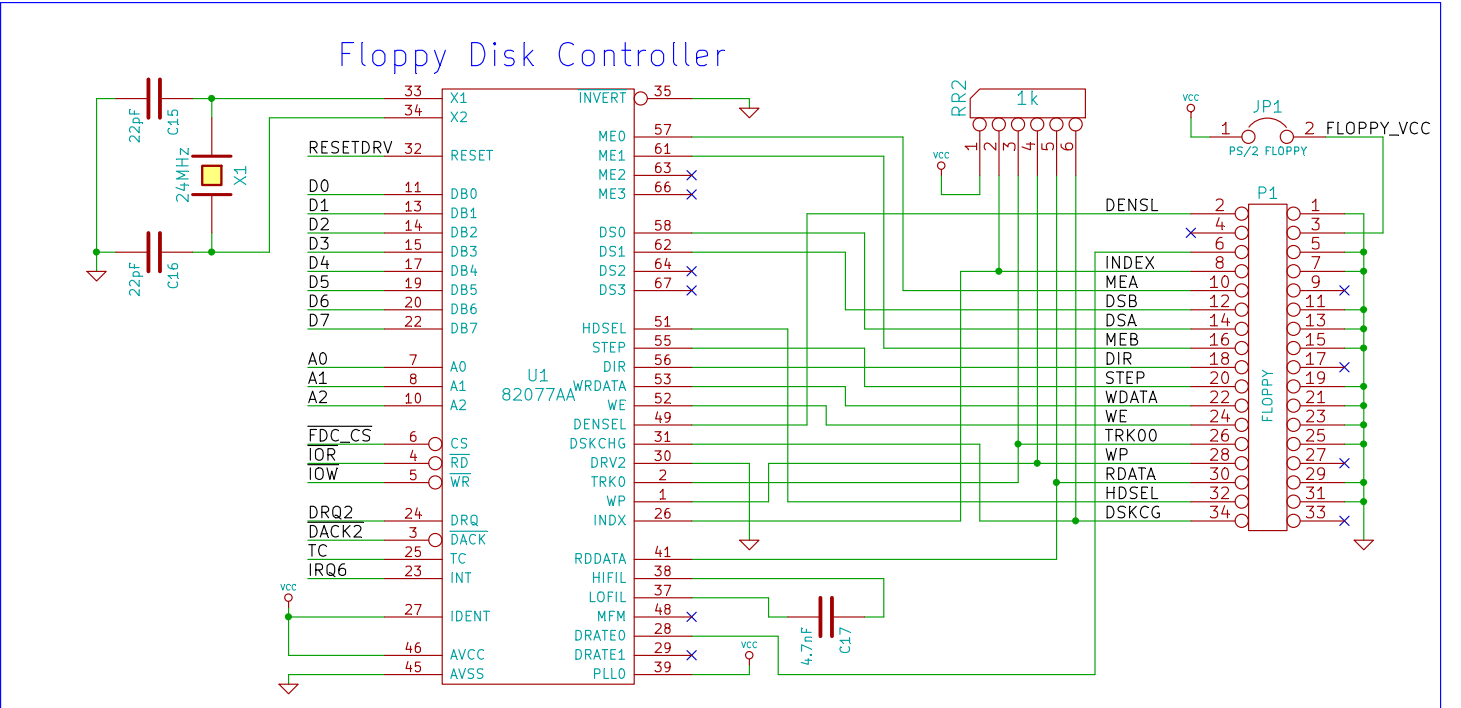 Floppy Disk Controller
22pF
C15
24MHz
X1
22pF
C16
RESETDRV
D0
D1
D2
D3
D4
D5
D6
D7
A0
A1
A2
FDC_CS
IOR
IOW
DRQ2
DACK2
TC
IRQ6
VCC
33 X1
34 X2
32 RESET
11 DB0
13 DB1
14 DB2
15 DB3
17 DB4
19 DB5
20 DB6
22 DB7
7 A0
8 A1
10 A2
6 CS
4 RD
5 WR
24 DRQ
3 DACK
25 TC
23 INT
27 IDENT
46 AVCC
45 AVSS
U1
82077AA
INVERT 35
ME0 57
ME1 61
ME2 63
ME3 66
DS0 58
DS1 62
DS2 64
DS3 67
HDSEL 51
STEP 55
DIR 56
WRDATA 53
WE 52
DENSEL 49
DSKCHG 31
DRV2 30
TRK0 2
WP 1
INDX 26
RDDATA 41
HIFIL 38
LOFIL 37
MFM 48
DRATE0 28
DRATE1 29
PLL0 39
4.7nF
C17
VCC
RR2
1k
1 2 3 4 5 6
VCC
VCC
JP1
1 2 FLOPPY_VCC
PS/2 FLOPPY
P1
FLOPPY
DENSL 2 1
4 3
6 5
INDEX 8 7
MEA 10 9
DSB 12 11
DSA 14 13
MEB 16 15
DIR 18 17
STEP 20 19
WDATA 22 21
WE 24 23
TRK00 26 25
WP 28 27
RDATA 30 29
HDSEL 32 31
DSKCG 34 33